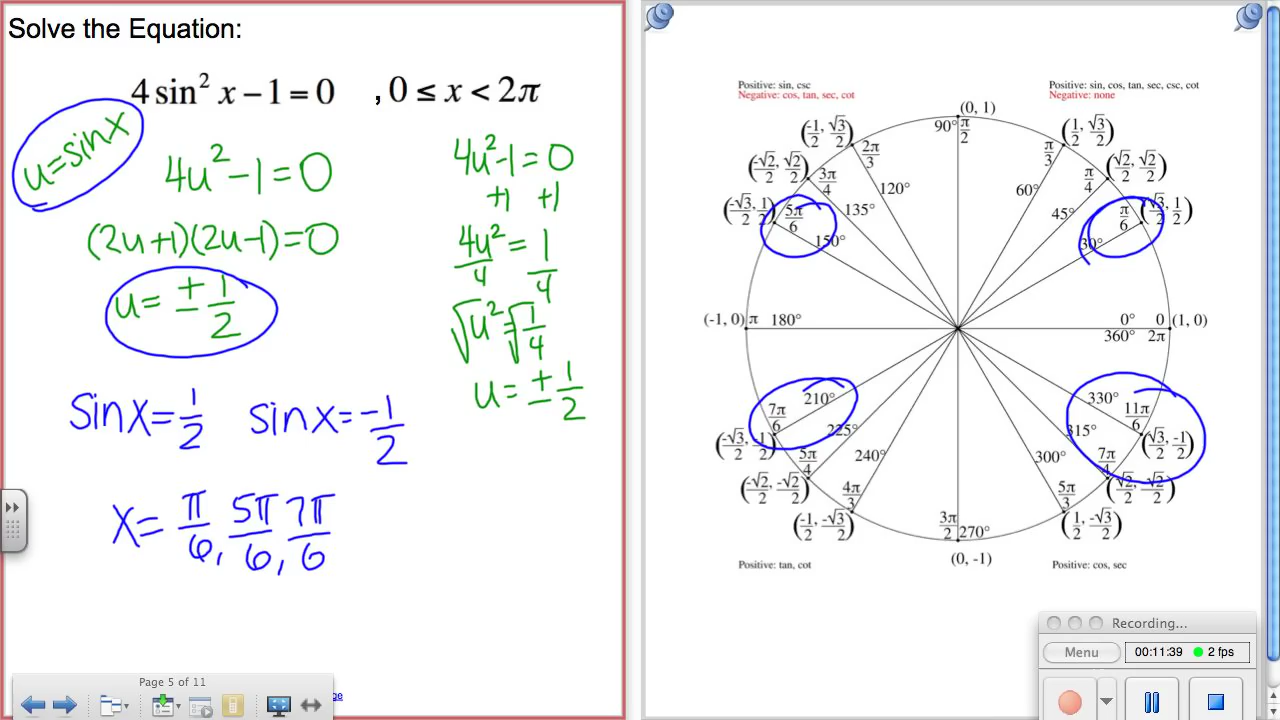 Solve the Equation:
4 sin² x − 1 = 0 , 0 ≤ x < 2π
u=sinx
4u²−1=0
(2u+1)(2u−1)=0
u= ± 1/2
4u²−1=0
+1 +1
4u²/4 = 1/4
√u² = √1/4
u= ± 1/2
sinx= 1/2 sinx= −1/2
x= π/6, 5π/6, 7π/6
Page 5 of 11
ge
Positive: sin, csc
Negative: cos, tan, sec, cot
Positive: sin, cos, tan, sec, csc, cot
Negative: none
(0, 1)
90° π/2
(-1/2, √3/2) 2π/3 120°
(-√2/2, √2/2) 3π/4 135°
(-√3/2, 1/2) 5π/6 150°
(1/2, √3/2) π/3 60°
(√2/2, √2/2) π/4 45°
(√3/2, 1/2) π/6 30°
(-1, 0) π 180°
0° 0 (1, 0)
360° 2π
210° 7π/6 (-√3/2, -1/2)
225° 5π/4 (-√2/2, -√2/2)
240° 4π/3 (-1/2, -√3/2)
330° 11π/6 (√3/2, -1/2)
315° 7π/4 (√2/2, -√2/2)
300° 5π/3 (1/2, -√3/2)
3π/2 270°
(0, -1)
Positive: tan, cot
Positive: cos, sec
Recording...
Menu 00:11:39 2 fps